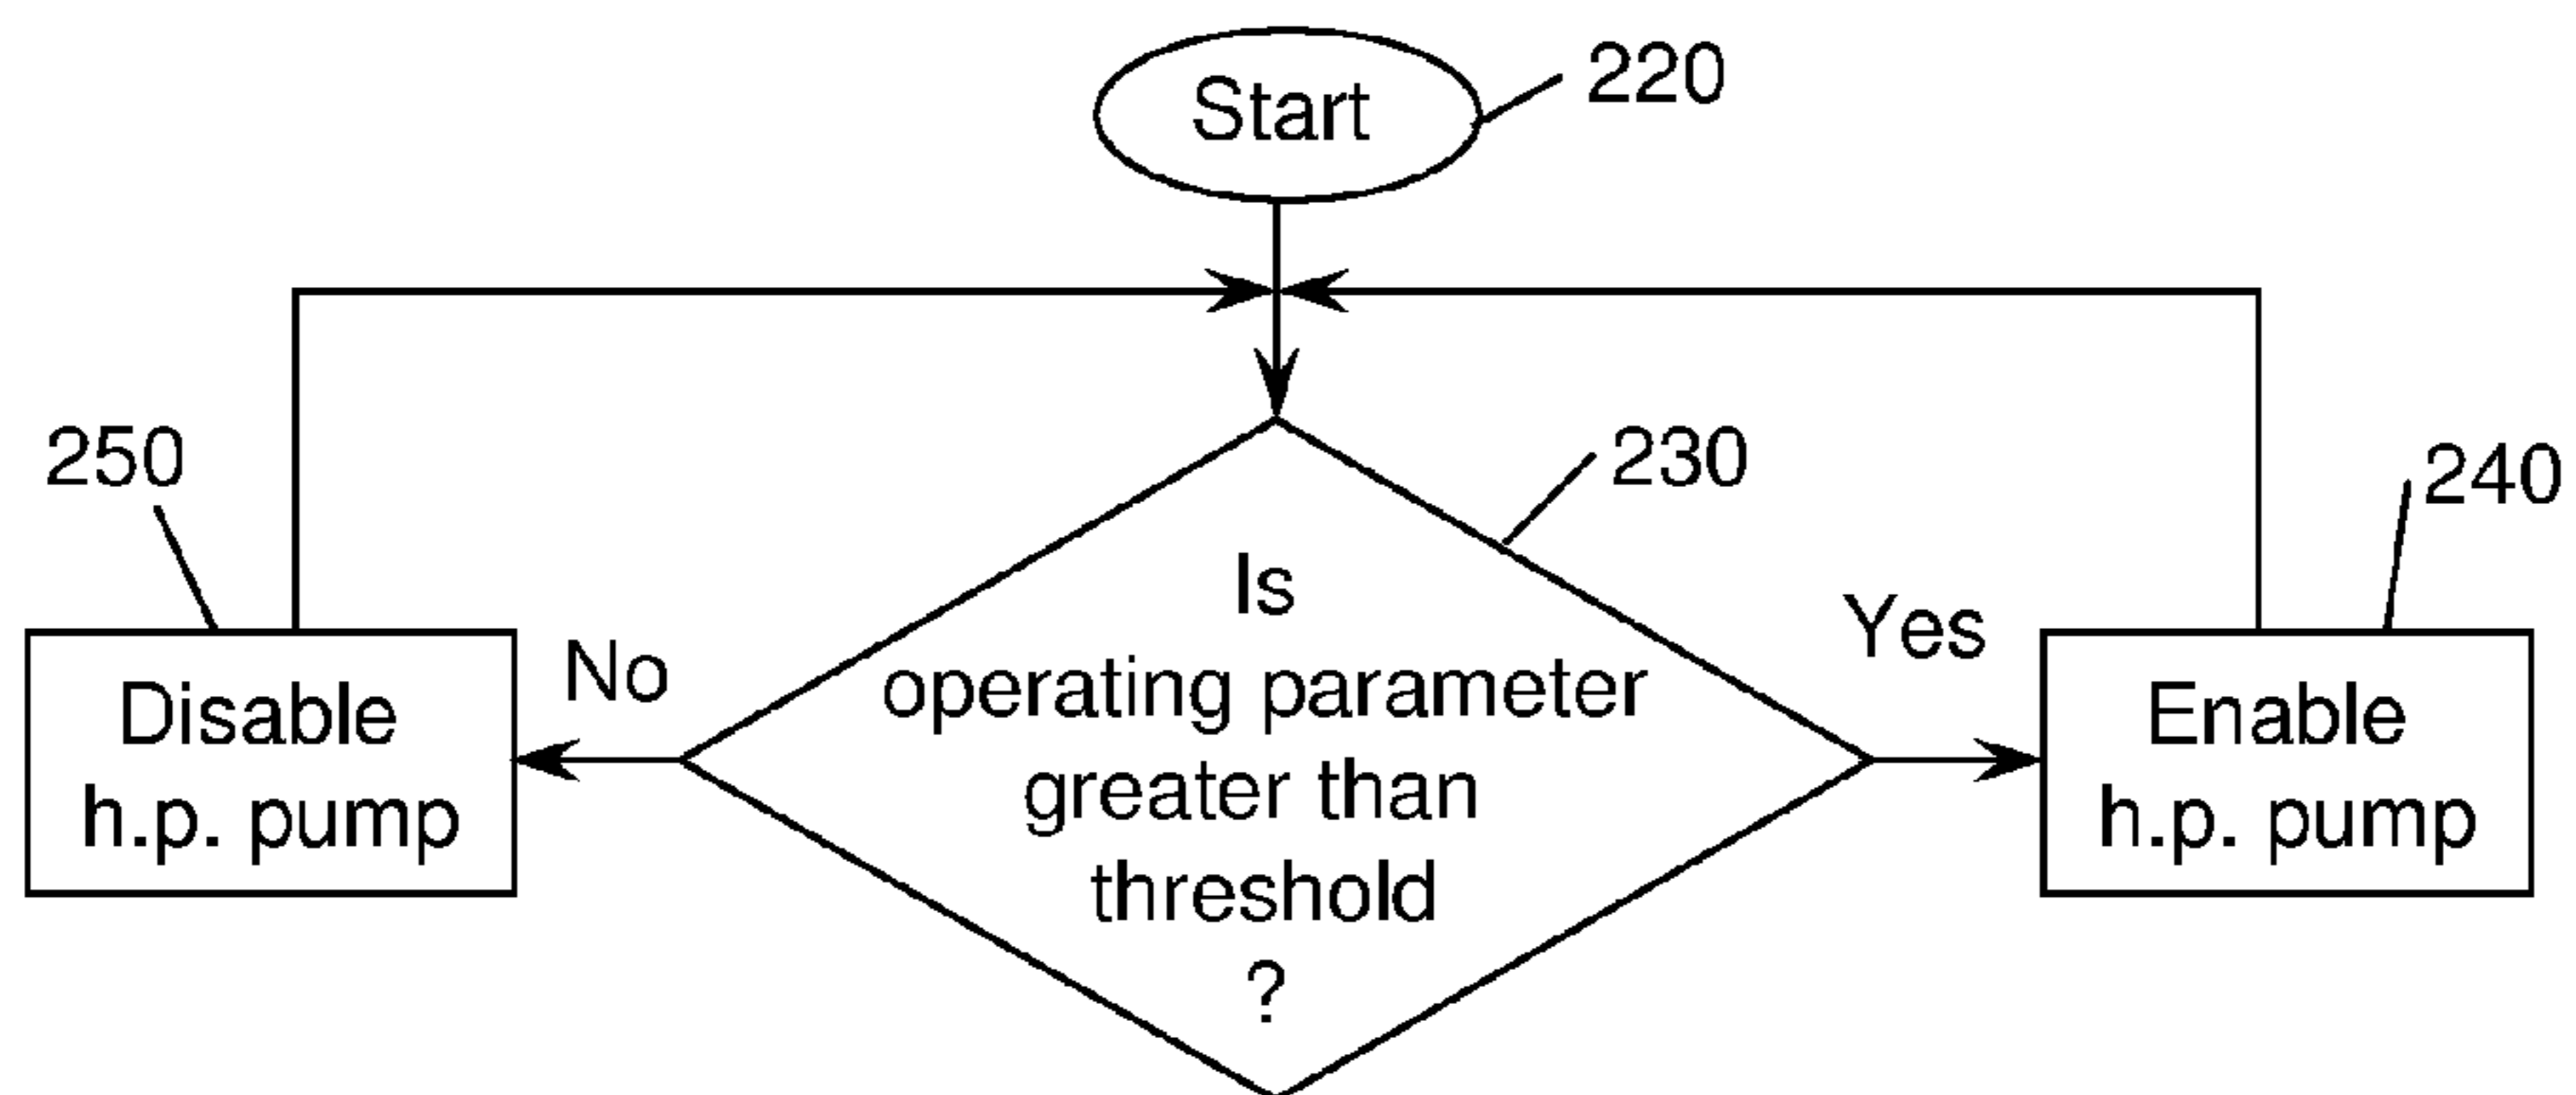 Start
220
250
230
240
Is
operating parameter
greater than
threshold
?
No
Yes
Disable
h.p. pump
Enable
h.p. pump